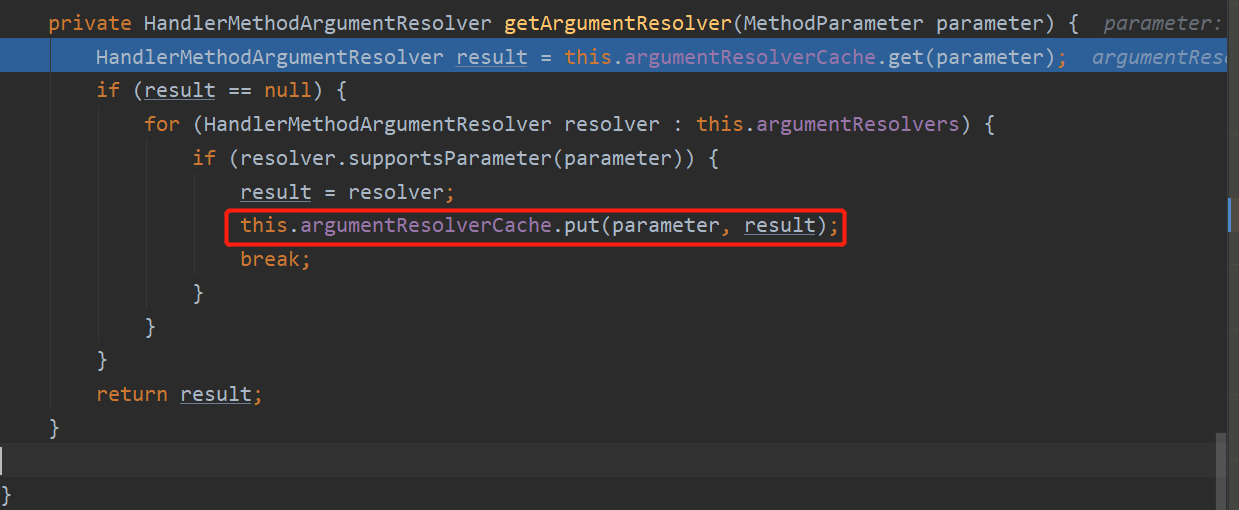 private HandlerMethodArgumentResolver getArgumentResolver(MethodParameter parameter) {  parameter:
    HandlerMethodArgumentResolver result = this.argumentResolverCache.get(parameter);
    if (result == null) {
        for (HandlerMethodArgumentResolver resolver : this.argumentResolvers) {
            if (resolver.supportsParameter(parameter)) {
                result = resolver;
                this.argumentResolverCache.put(parameter, result);
                break;
            }
        }
    }
    return result;
}
}